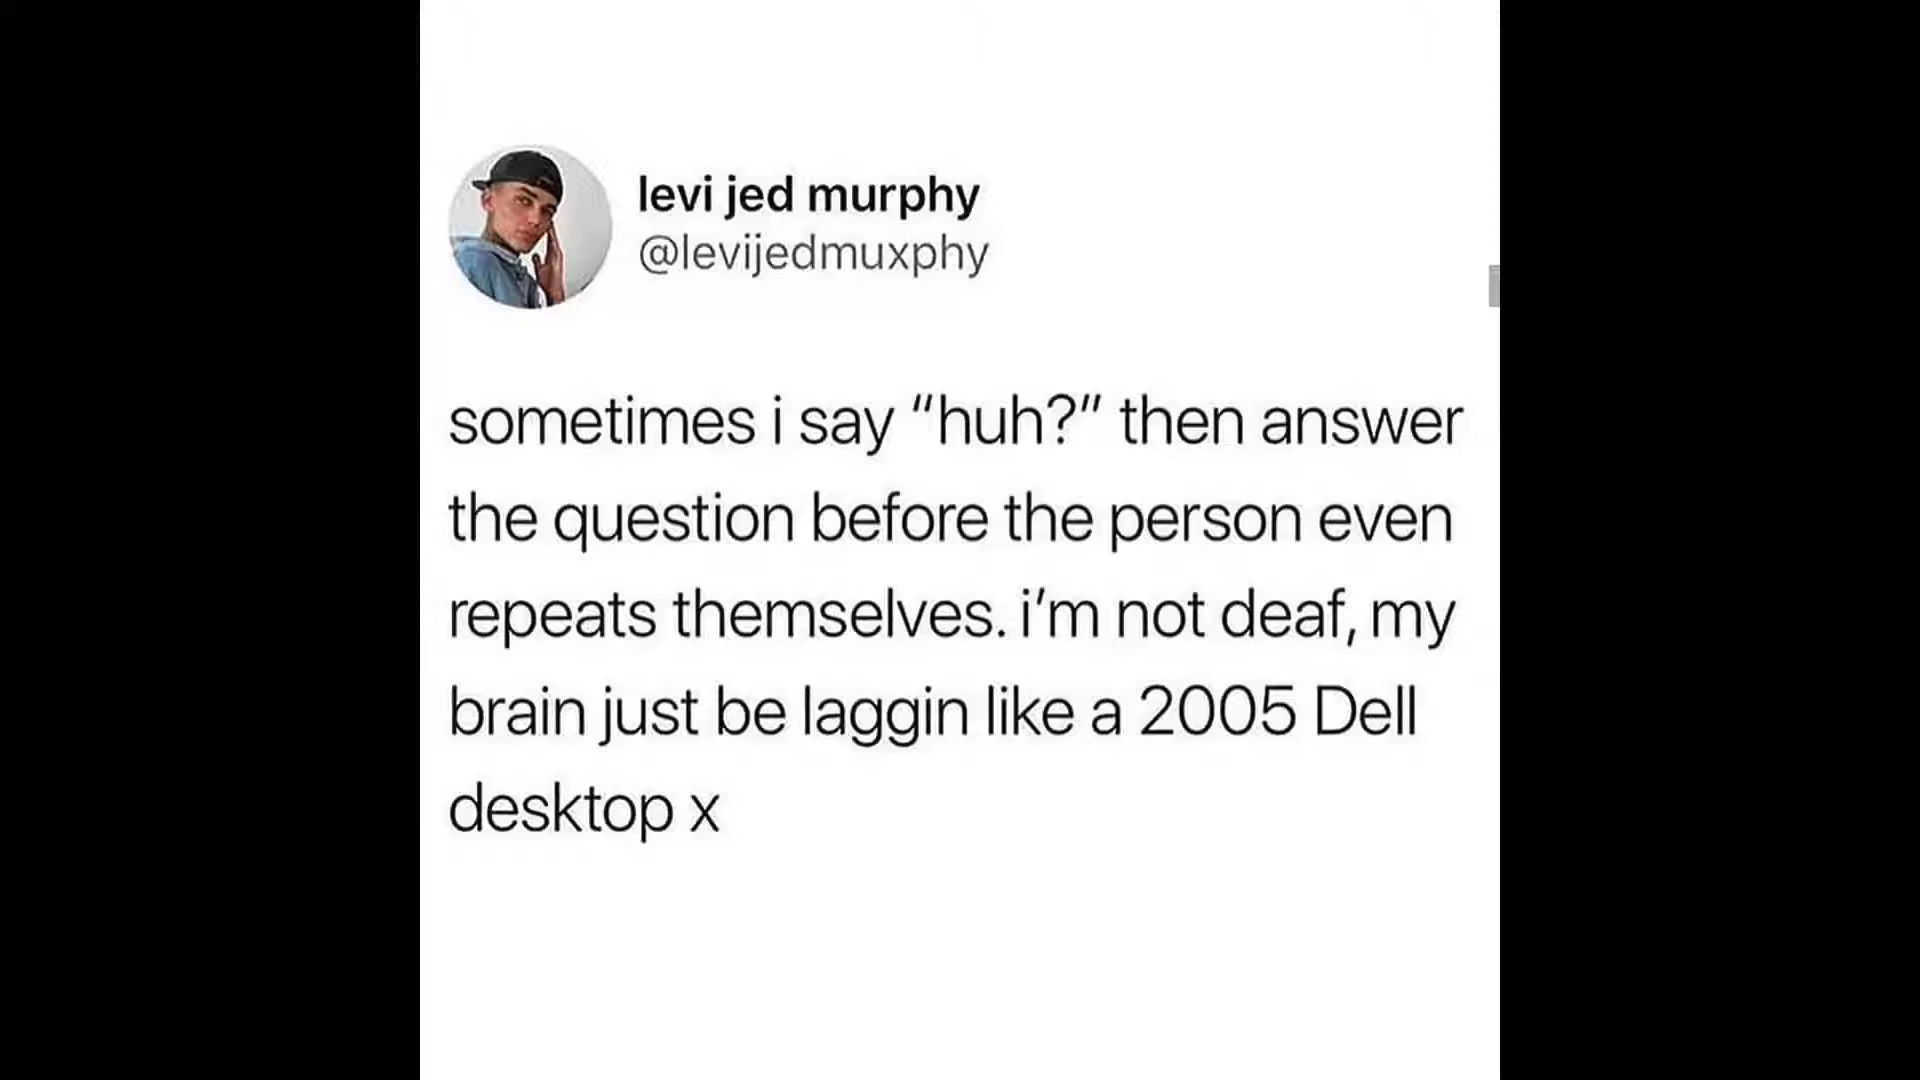 levi jed murphy
@levijedmuxphy
sometimes i say “huh?” then answer
the question before the person even
repeats themselves. i’m not deaf, my
brain just be laggin like a 2005 Dell
desktop x